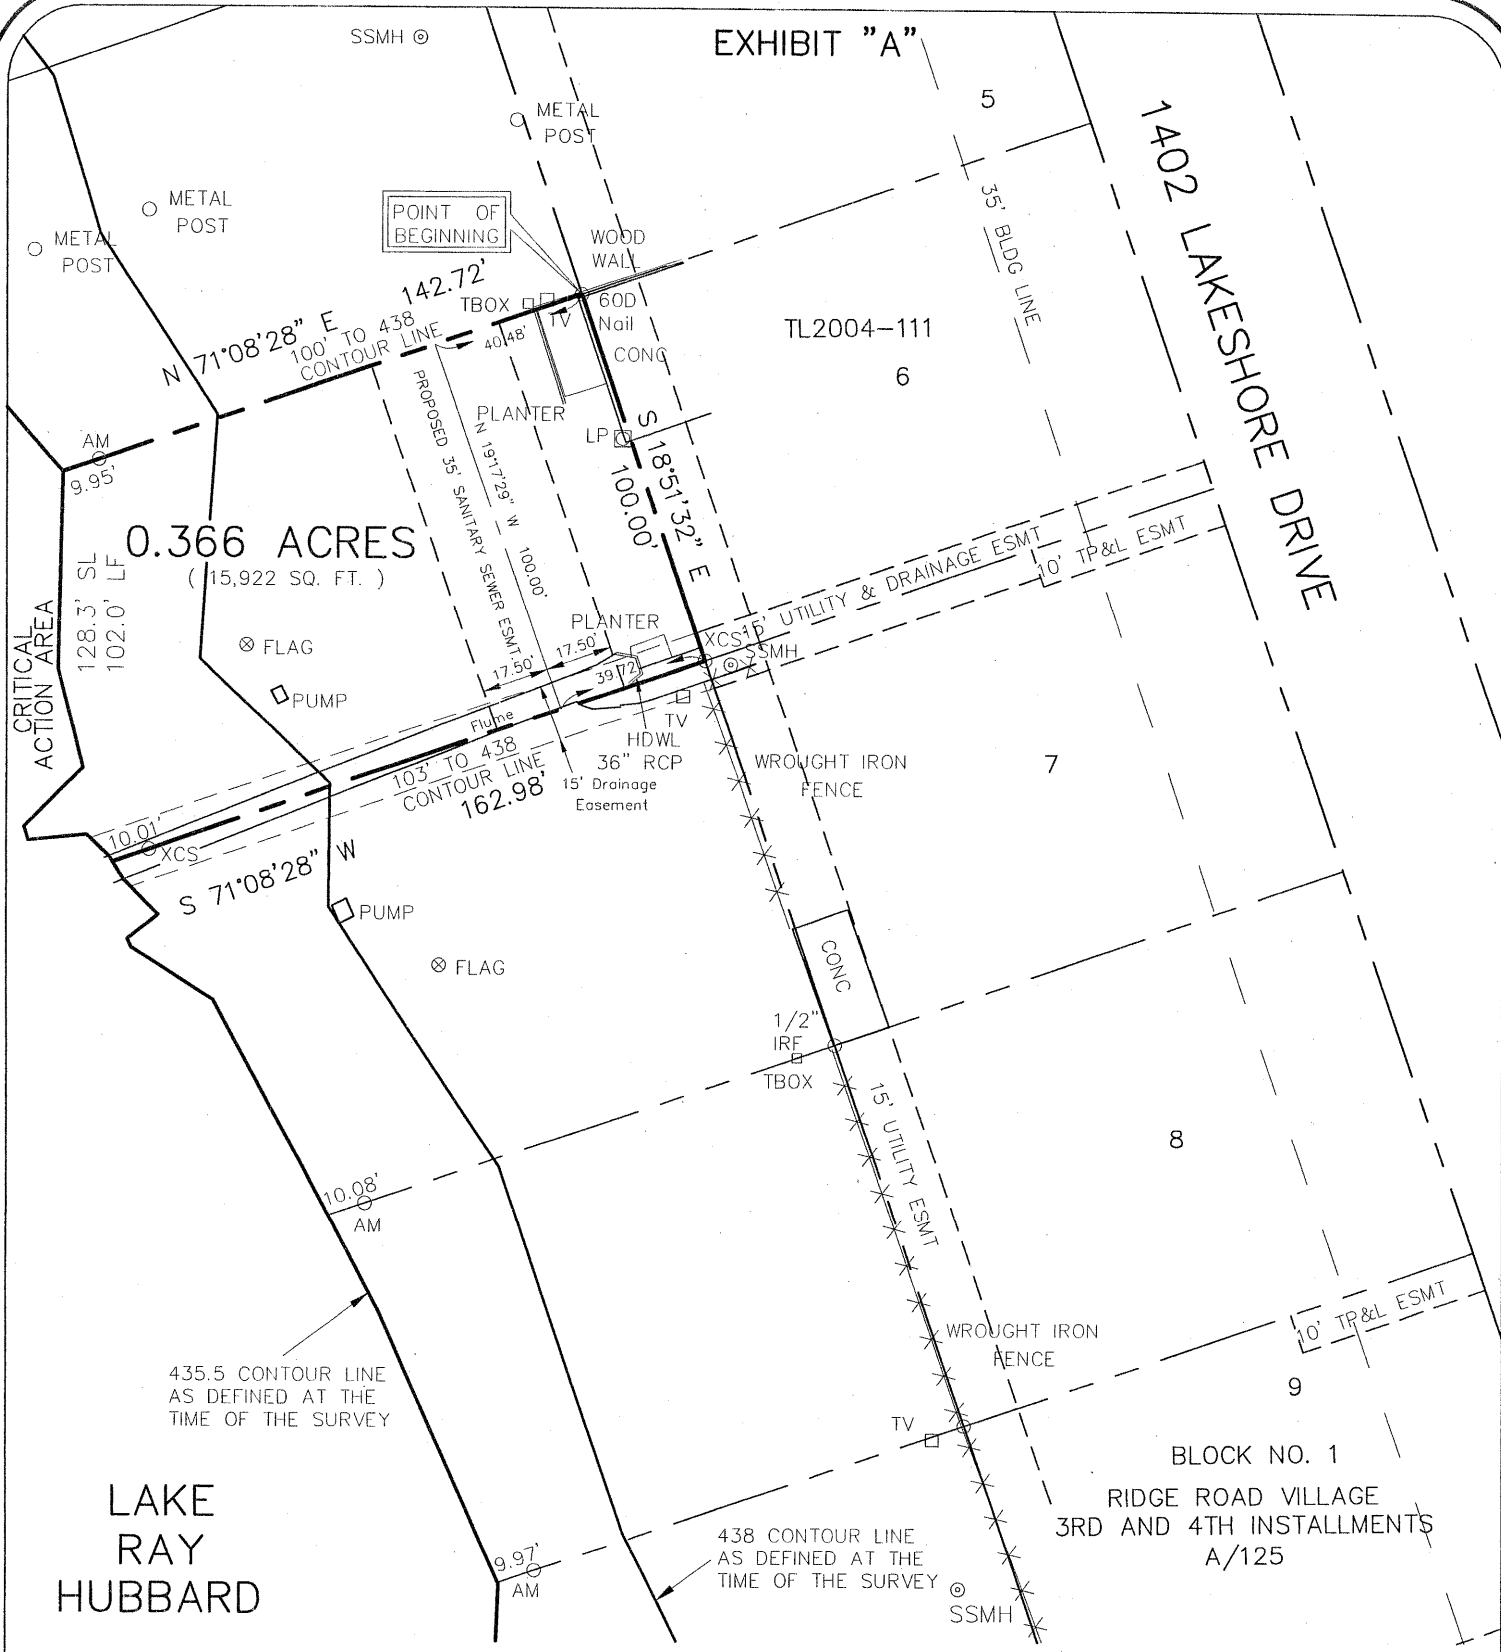 EXHIBIT "A"
SSMH
METAL
POST
5
METAL
POST
METAL
POST
POINT OF
BEGINNING
WOOD
WALL
35' BLDG LINE
1402 LAKESHORE DRIVE
N 71°08'28" E
142.72'
100' TO 438
CONTOUR LINE
TBOX
TV
60D
Nail
40.48'
CONC
TL2004-111
6
PLANTER
LP
AM
9.95'
PROPOSED 35' SANITARY SEWER ESMT
N 19°17'29" W 100.00'
S 18°51'32" E
100.00'
0.366 ACRES
( 15,922 SQ. FT. )
128.3' SL
102.0' LF
CRITICAL
ACTION AREA
FLAG
PUMP
PLANTER
17.50'
17.50'
39.72'
XCS
SSMH
15' UTILITY & DRAINAGE ESMT
10' TP&L ESMT
Flume
TV
HDWL
36" RCP
103' TO 438
CONTOUR LINE
162.98'
15' Drainage
Easement
WROUGHT IRON
FENCE
7
10.01'
XCS
S 71°08'28" W
PUMP
FLAG
CONC
1/2"
IRF
TBOX
15' UTILITY ESMT
8
10.08'
AM
435.5 CONTOUR LINE
AS DEFINED AT THE
TIME OF THE SURVEY
WROUGHT IRON
FENCE
10' TP&L ESMT
9
TV
BLOCK NO. 1
RIDGE ROAD VILLAGE
3RD AND 4TH INSTALLMENTS
A/125
LAKE
RAY
HUBBARD
9.97'
AM
438 CONTOUR LINE
AS DEFINED AT THE
TIME OF THE SURVEY
SSMH